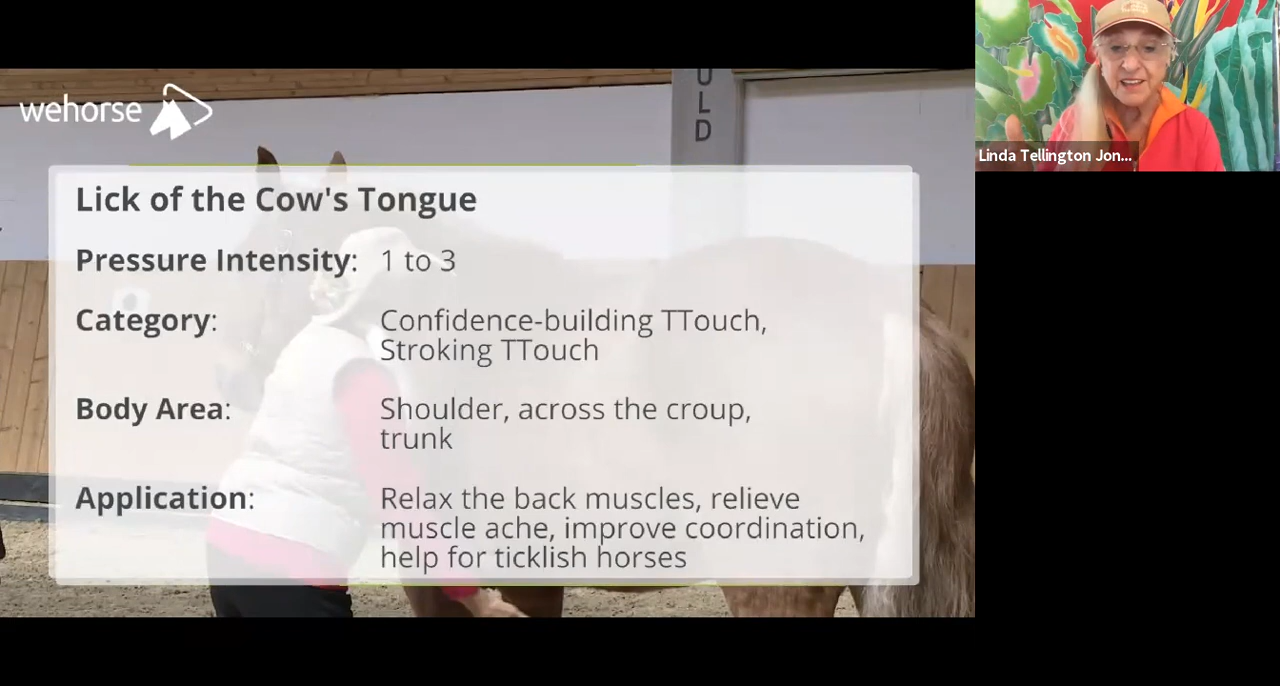 wehorse
ULD
Linda Tellington Jon...
Lick of the Cow's Tongue
Pressure Intensity: 1 to 3
Category: Confidence-building TTouch,
Stroking TTouch
Body Area: Shoulder, across the croup,
trunk
Application: Relax the back muscles, relieve
muscle ache, improve coordination,
help for ticklish horses